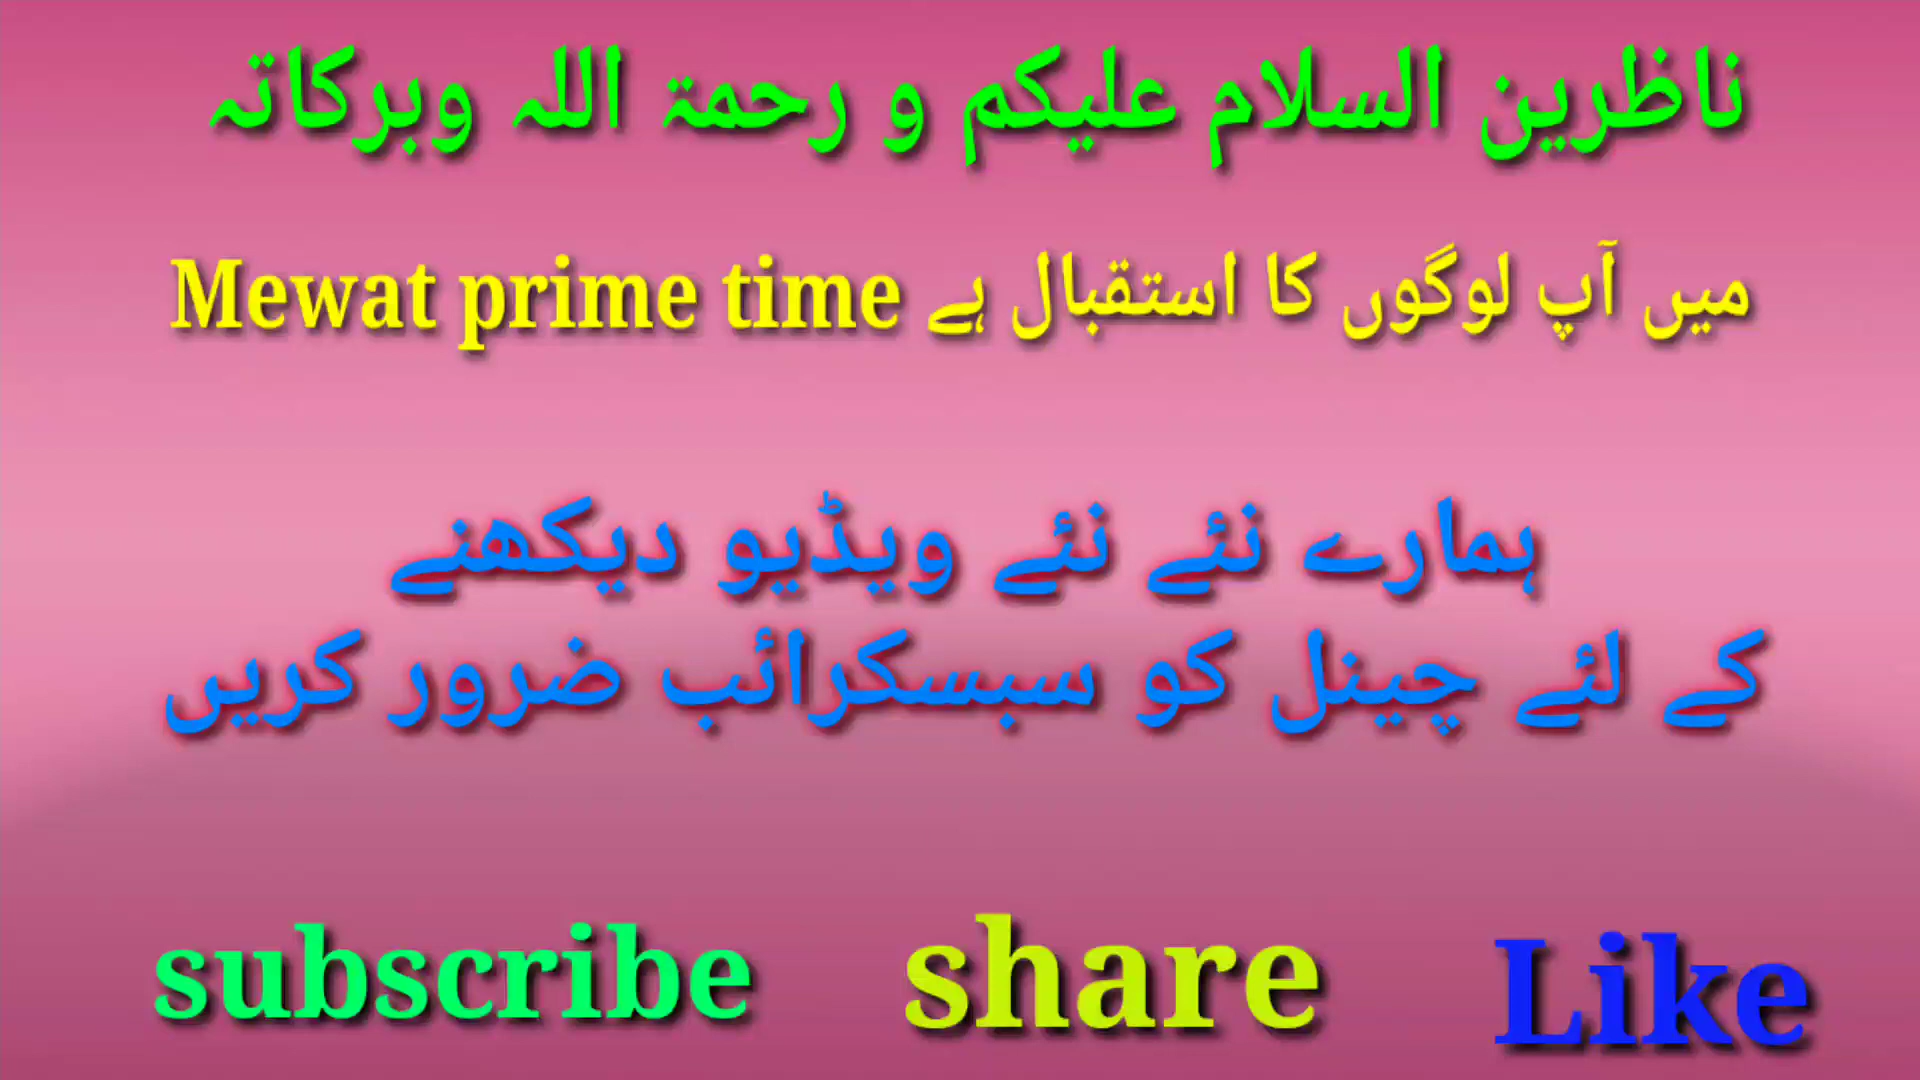 ناظرین السلام علیکم و رحمۃ اللہ وبرکاتہ
Mewat prime time میں آپ لوگوں کا استقبال ہے
ہمارے نئے نئے ویڈیو دیکھنے
کے لئے چینل کو سبسکرائب ضرور کریں
subscribe share Like